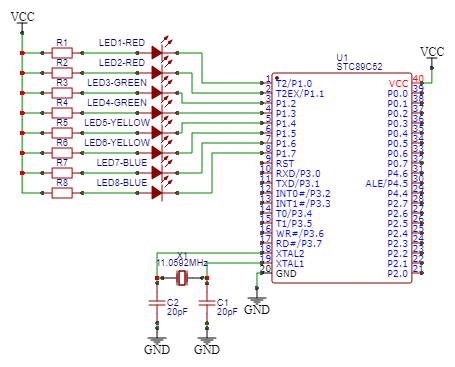 VCC
R1 LED1-RED
R2 LED2-RED
R3 LED3-GREEN
R4 LED4-GREEN
R5 LED5-YELLOW
R6 LED6-YELLOW
R7 LED7-BLUE
R8 LED8-BLUE
U1
STC89C52
VCC
1 T2/P1.0 VCC 40
2 T2EX/P1.1 P0.0 39
3 P1.2 P0.1 38
4 P1.3 P0.2 37
5 P1.4 P0.3 36
6 P1.5 P0.4 35
7 P1.6 P0.5 34
8 P1.7 P0.6 33
9 RST P0.7 32
10 RXD/P3.0 P4.6 31
11 TXD/P3.1 ALE/P4.5 30
12 INT0#/P3.2 P4.4 29
13 INT1#/P3.3 P2.7 28
14 T0/P3.4 P2.6 27
15 T1/P3.5 P2.5 26
16 WR#/P3.6 P2.4 25
17 RD#/P3.7 P2.3 24
18 XTAL2 P2.2 23
19 XTAL1 P2.1 22
20 GND P2.0 21
X1
11.0592MHz
C2
20pF
C1
20pF
GND
GND
GND